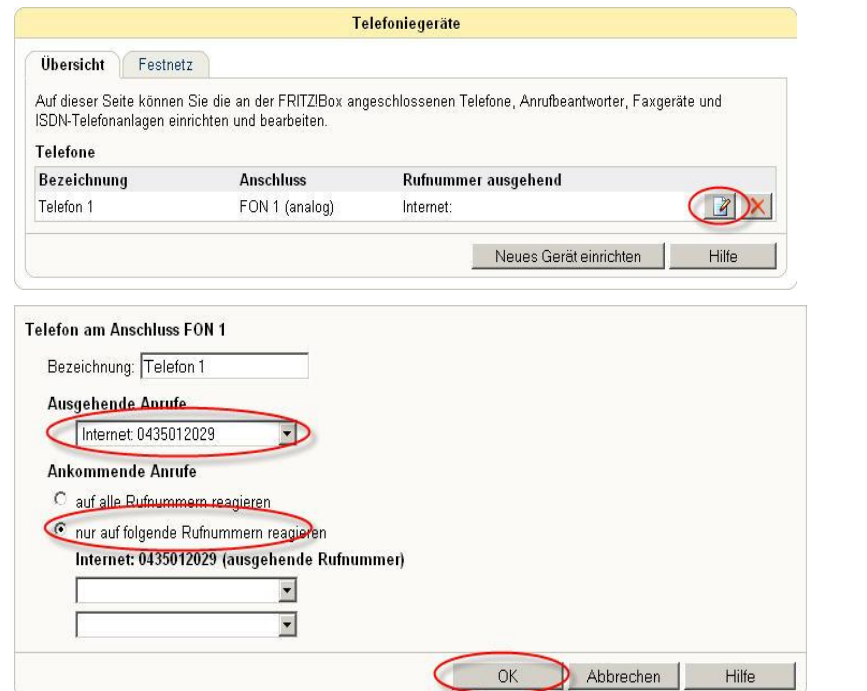 Telefoniegeräte
Übersicht Festnetz
Auf dieser Seite können Sie die an der FRITZ!Box angeschlossenen Telefone, Anrufbeantworter, Faxgeräte und
ISDN-Telefonanlagen einrichten und bearbeiten.
Telefone
Bezeichnung Anschluss Rufnummer ausgehend
Telefon 1 FON 1 (analog) Internet:
Neues Gerät einrichten Hilfe
Telefon am Anschluss FON 1
Bezeichnung: Telefon 1
Ausgehende Anrufe
Internet: 0435012029
Ankommende Anrufe
auf alle Rufnummern reagieren
nur auf folgende Rufnummern reagieren
Internet: 0435012029 (ausgehende Rufnummer)
OK Abbrechen Hilfe